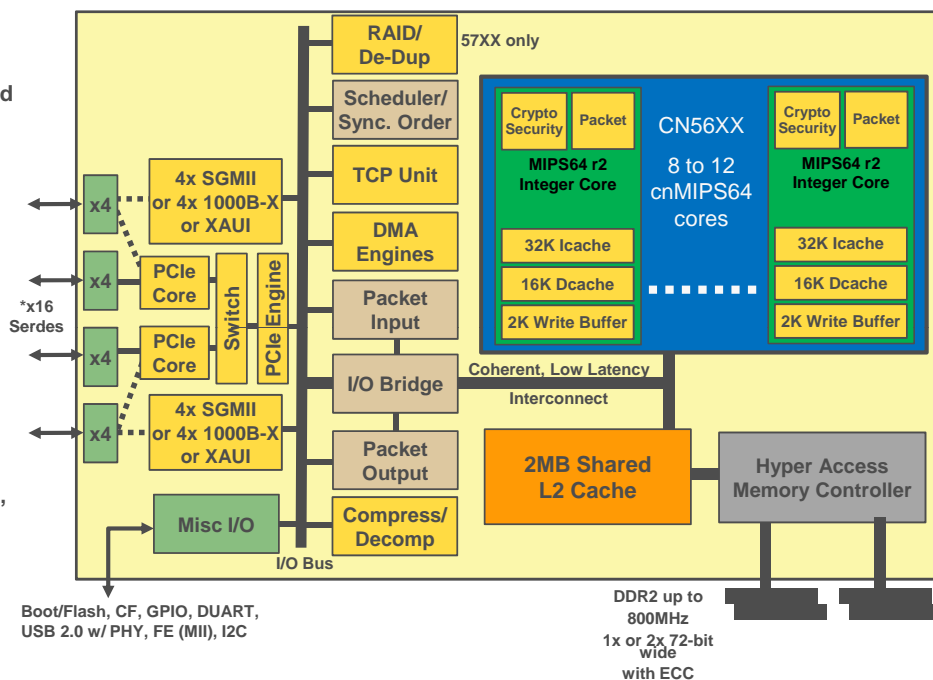 RAID/
De-Dup
57XX only
Scheduler/
Sync. Order
TCP Unit
DMA
Engines
Packet
Input
I/O Bridge
Packet
Output
Compress/
Decomp
I/O Bus
d
4x SGMII
or 4x 1000B-X
or XAUI
x4
x4
PCIe
Core
*x16
Serdes
Switch
PCIe Engine
x4
PCIe
Core
x4
4x SGMII
or 4x 1000B-X
or XAUI
,
Misc I/O
Boot/Flash, CF, GPIO, DUART,
USB 2.0 w/ PHY, FE (MII), I2C
Crypto
Security
Packet
MIPS64 r2
Integer Core
32K Icache
16K Dcache
2K Write Buffer
CN56XX
8 to 12
cnMIPS64
cores
Crypto
Security
Packet
MIPS64 r2
Integer Core
32K Icache
16K Dcache
2K Write Buffer
Coherent, Low Latency
Interconnect
2MB Shared
L2 Cache
Hyper Access
Memory Controller
DDR2 up to
800MHz
1x or 2x 72-bit
wide
with ECC